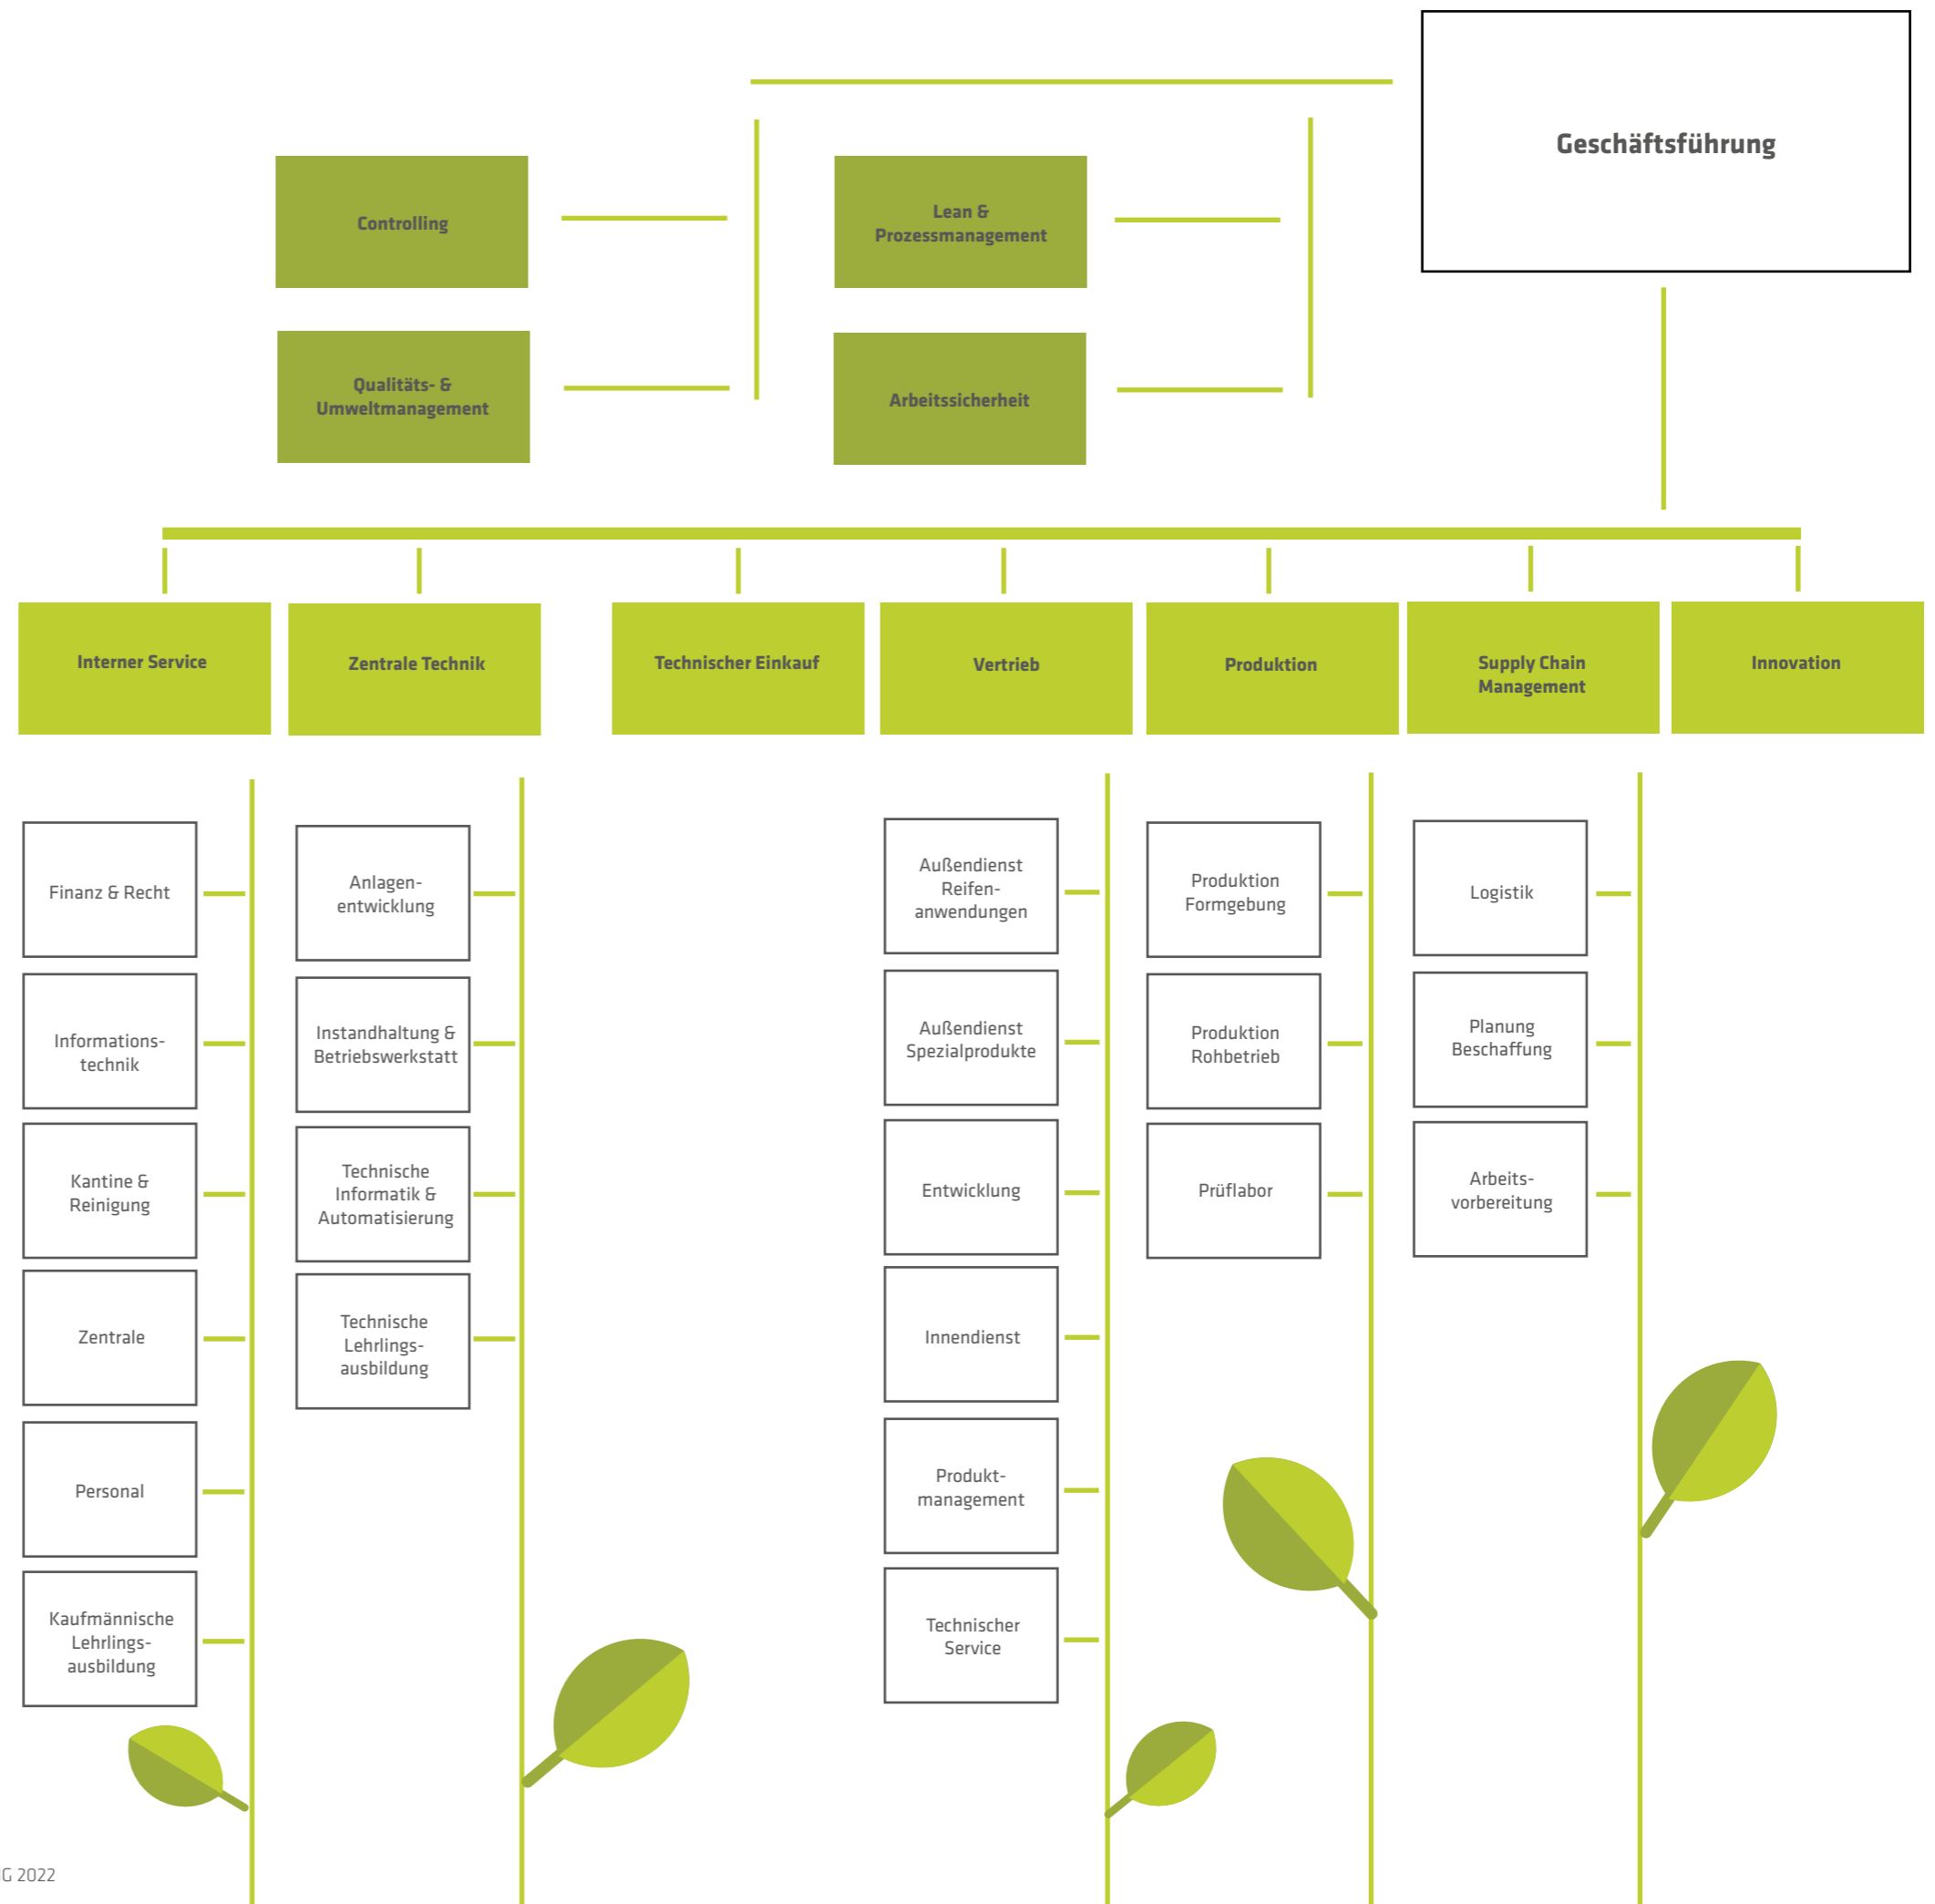 Geschäftsführung
Controlling
Lean &
Prozessmanagement
Qualitäts- &
Umweltmanagement
Arbeitssicherheit
Interner Service
Zentrale Technik
Technischer Einkauf
Vertrieb
Produktion
Supply Chain
Management
Innovation
Finanz & Recht
Informations-
technik
Kantine &
Reinigung
Zentrale
Personal
Kaufmännische
Lehrlings-
ausbildung
Anlagen-
entwicklung
Instandhaltung &
Betriebswerkstatt
Technische
Informatik &
Automatisierung
Technische
Lehrlings-
ausbildung
Außendienst
Reifen-
anwendungen
Außendienst
Spezialprodukte
Entwicklung
Innendienst
Produkt-
management
Technischer
Service
Produktion
Formgebung
Produktion
Rohbetrieb
Prüflabor
Logistik
Planung
Beschaffung
Arbeits-
vorbereitung
2022